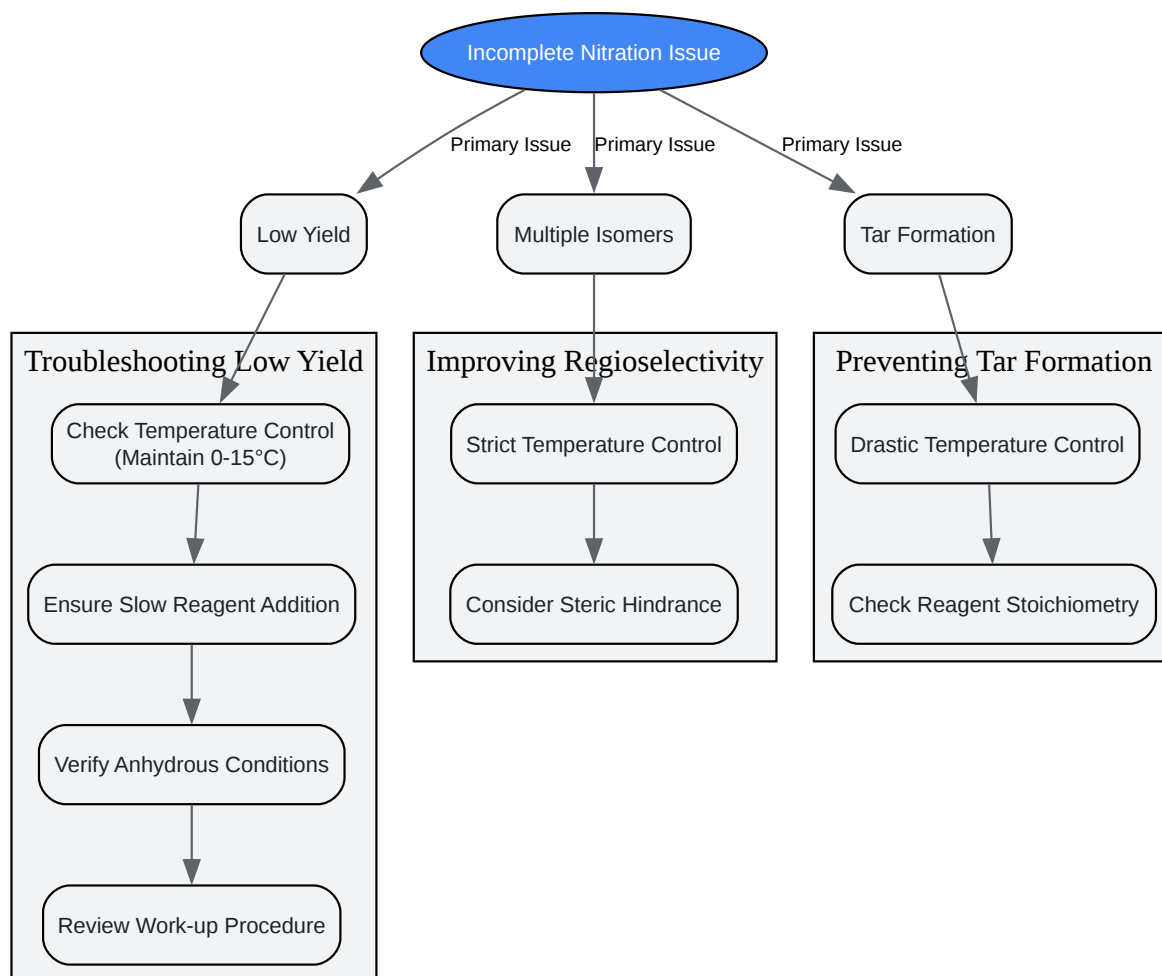 Incomplete Nitration Issue
Primary Issue
Primary Issue
Primary Issue
Low Yield
Multiple Isomers
Tar Formation
Troubleshooting Low Yield
Improving Regioselectivity
Preventing Tar Formation
Check Temperature Control
(Maintain 0-15°C)
Strict Temperature Control
Drastic Temperature Control
Ensure Slow Reagent Addition
Consider Steric Hindrance
Check Reagent Stoichiometry
Verify Anhydrous Conditions
Review Work-up Procedure